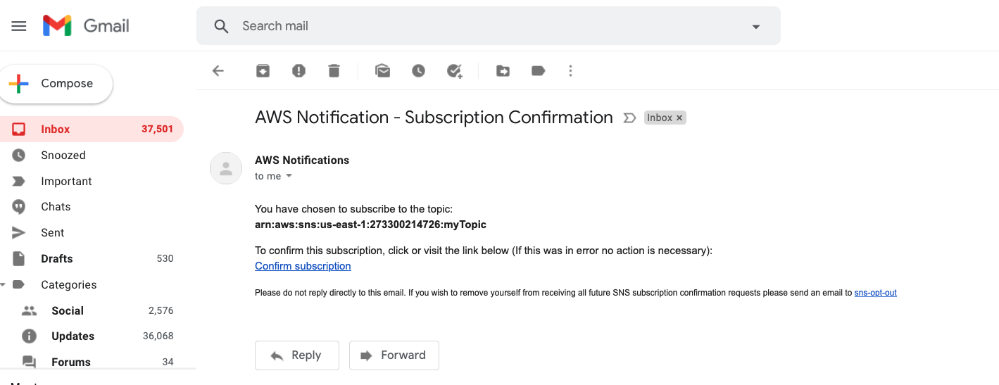 Gmail
Search mail
Compose
Inbox 37,501
Snoozed
Important
Chats
Sent
Drafts 530
Categories
Social 2,576
Updates 36,068
Forums 34
AWS Notification - Subscription Confirmation Inbox ×
AWS Notifications
to me
You have chosen to subscribe to the topic:
arn:aws:sns:us-east-1:273300214726:myTopic
To confirm this subscription, click or visit the link below (If this was in error no action is necessary):
Confirm subscription
Please do not reply directly to this email. If you wish to remove yourself from receiving all future SNS subscription confirmation requests please send an email to sns-opt-out
Reply Forward